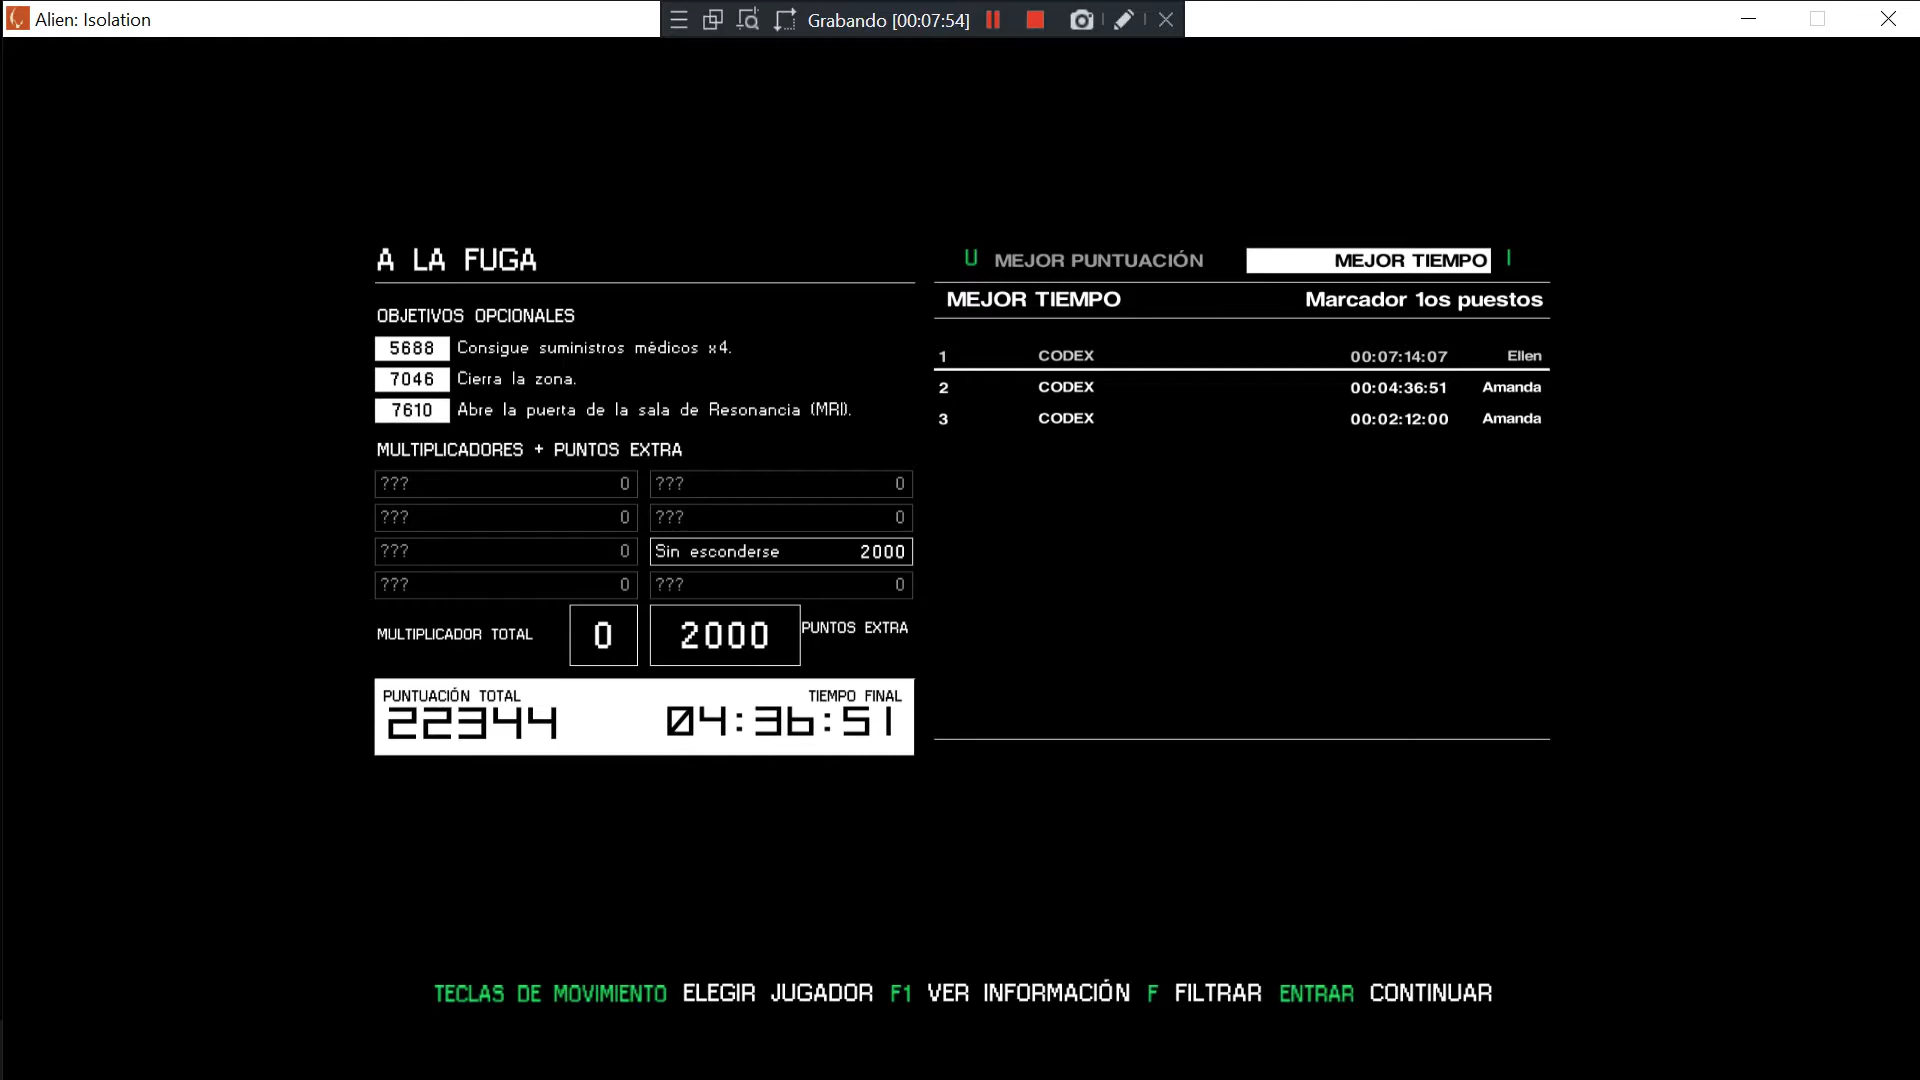 Alien: Isolation
Grabando [00:07:54]
A LA FUGA
OBJETIVOS OPCIONALES
5688 Consigue suministros médicos x4.
7046 Cierra la zona.
7610 Abre la puerta de la sala de Resonancia (MRI).
MULTIPLICADORES + PUNTOS EXTRA
??? 0 ??? 0
??? 0 ??? 0
??? 0 Sin esconderse 2000
??? 0 ??? 0
MULTIPLICADOR TOTAL 0 2000 PUNTOS EXTRA
PUNTUACIÓN TOTAL TIEMPO FINAL
22344 04:36:51
U MEJOR PUNTUACIÓN MEJOR TIEMPO I
MEJOR TIEMPO Marcador 1os puestos
1 CODEX 00:07:14:07 Ellen
2 CODEX 00:04:36:51 Amanda
3 CODEX 00:02:12:00 Amanda
TECLAS DE MOVIMIENTO ELEGIR JUGADOR F1 VER INFORMACIÓN F FILTRAR ENTRAR CONTINUAR